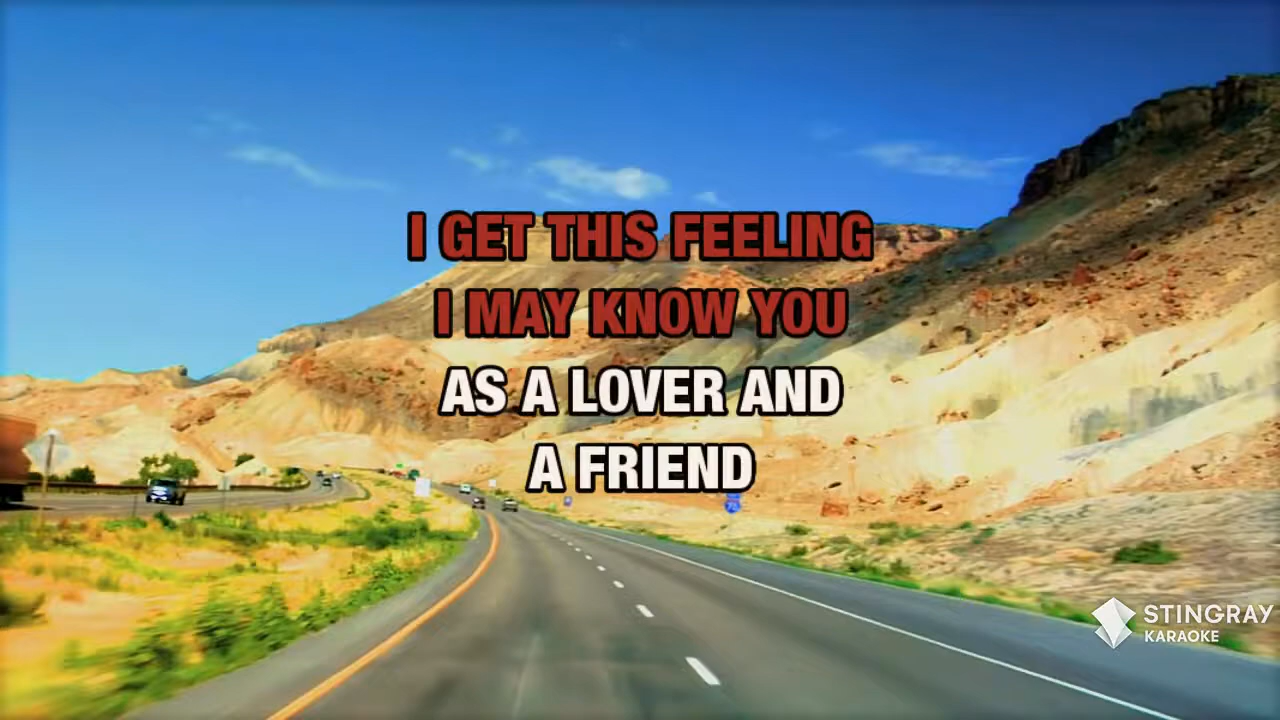 I GET THIS FEELING
I MAY KNOW YOU
AS A LOVER AND
A FRIEND
STINGRAY
KARAOKE